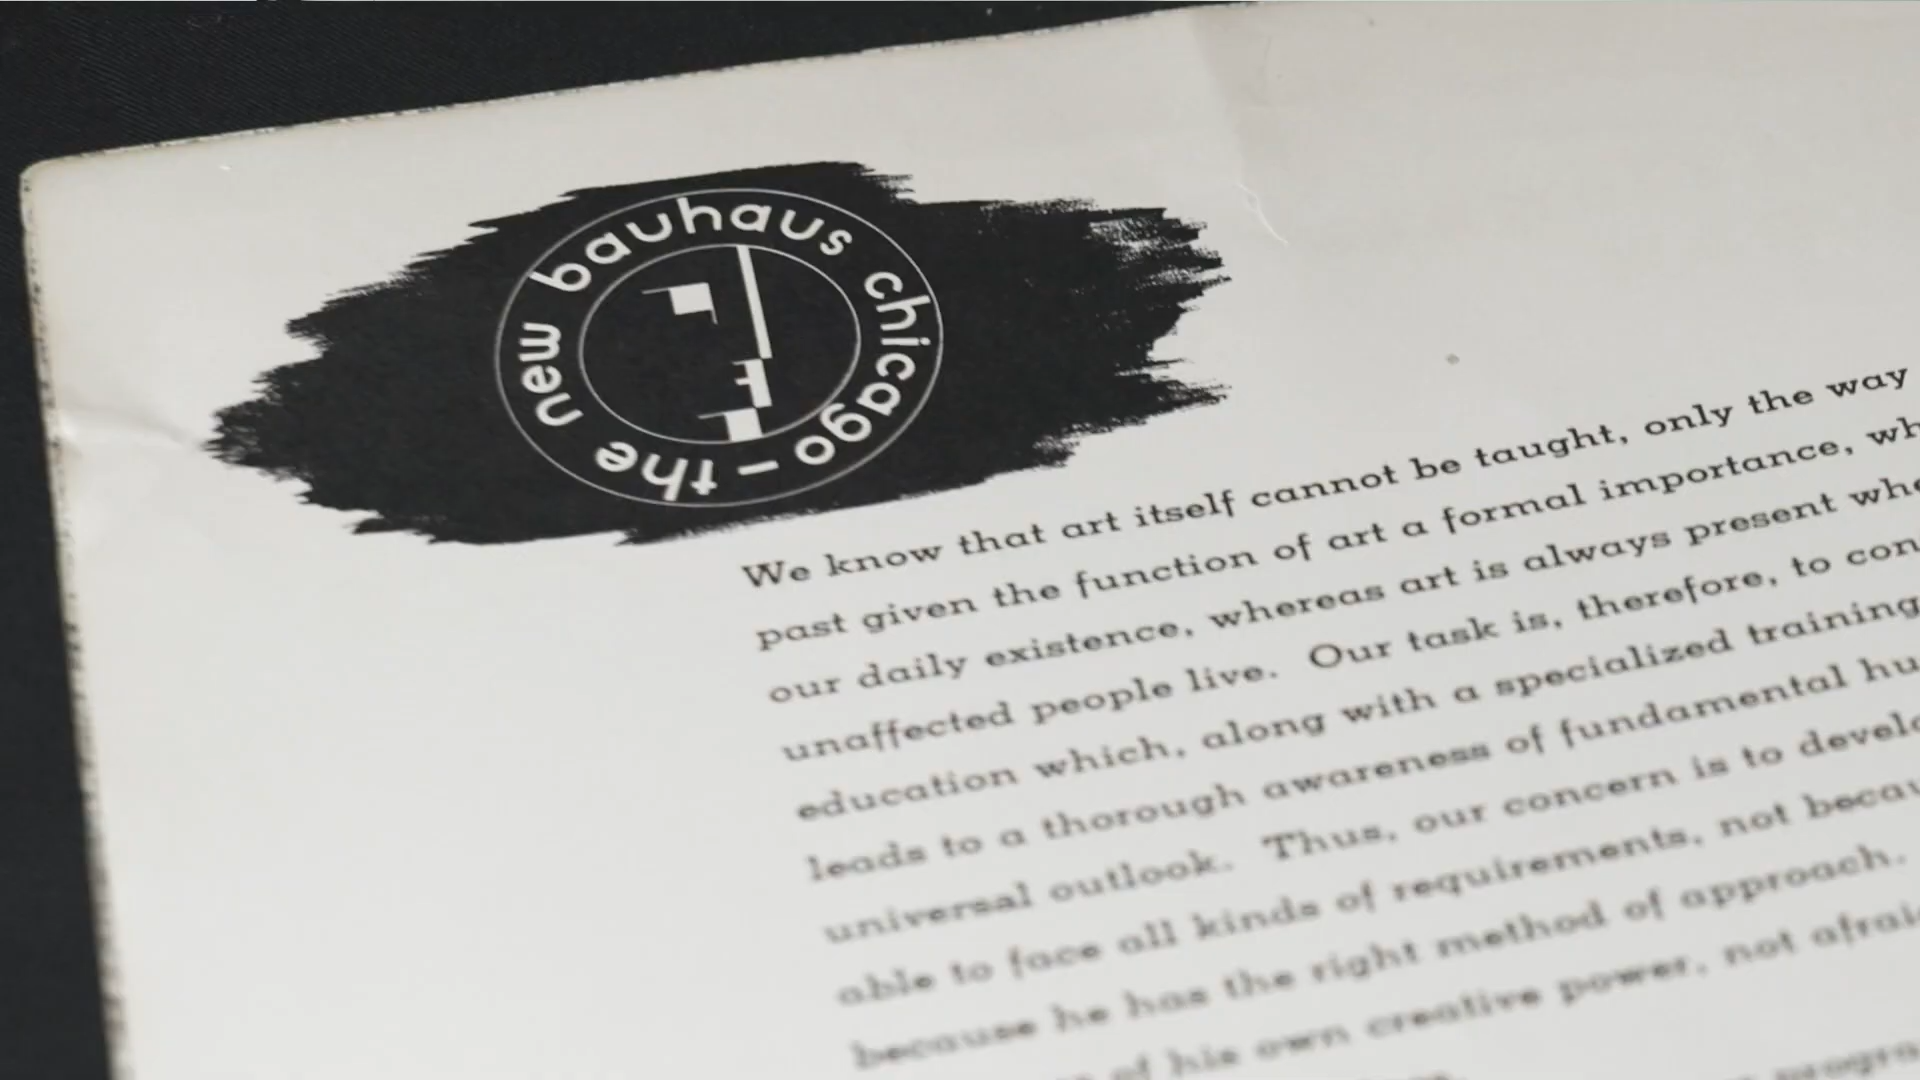 the new bauhaus chicago –
We know that art itself cannot be taught, only the way
past given the function of art a formal importance,
our daily existence, whereas art is always present
unaffected people live. Our task is, therefore, to
education which, along with a specialized training
leads to a thorough awareness of fundamental
universal outlook. Thus, our concern is to
able to face all kinds of requirements, not
because he has the right method of approach.
of his own creative power, not